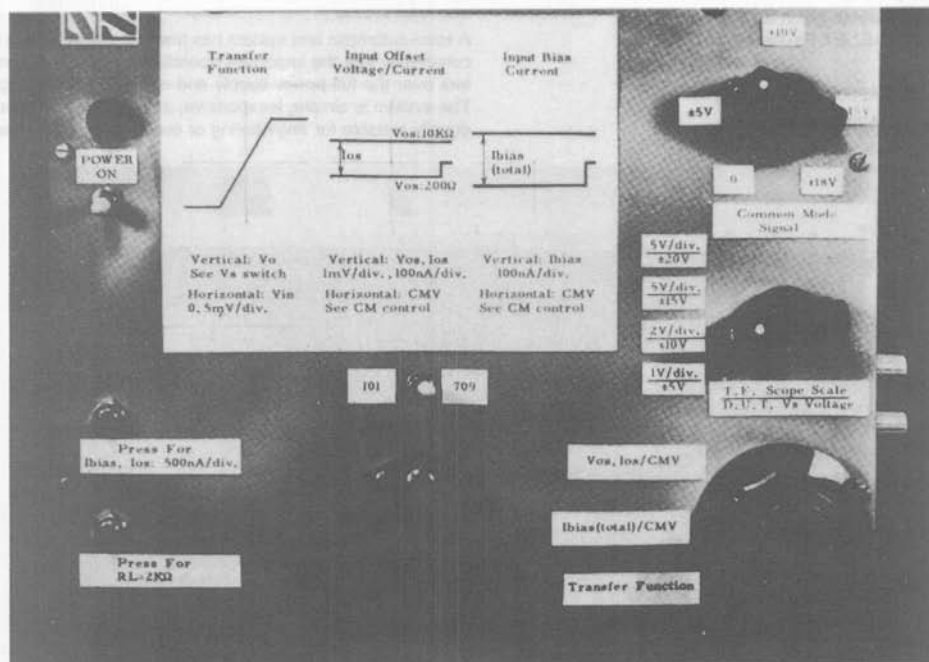 Transfer
Function
Input Offset
Voltage/Current
Input Bias
Current
Vos:10KΩ
Ios
Vos:200Ω
Ibias
(total)
Vertical: Vo
See Vs switch
Horizontal: Vin
0.5mV/div.
Vertical: Vos, Ios
1mV/div., 100nA/div.
Horizontal: CMV
See CM control
Vertical: Ibias
100nA/div.
Horizontal: CMV
See CM control
POWER
ON
±10V
±5V
0
±18V
Common Mode
Signal
5V/div.
±20V
5V/div.
±15V
2V/div.
±10V
1V/div.
±5V
T.F. Scope Scale
D.U.T. Vs Voltage
101
709
Press For
Ibias, Ios: 500nA/div.
Press For
RL=2KΩ
Vos, Ios/CMV
Ibias(total)/CMV
Transfer Function